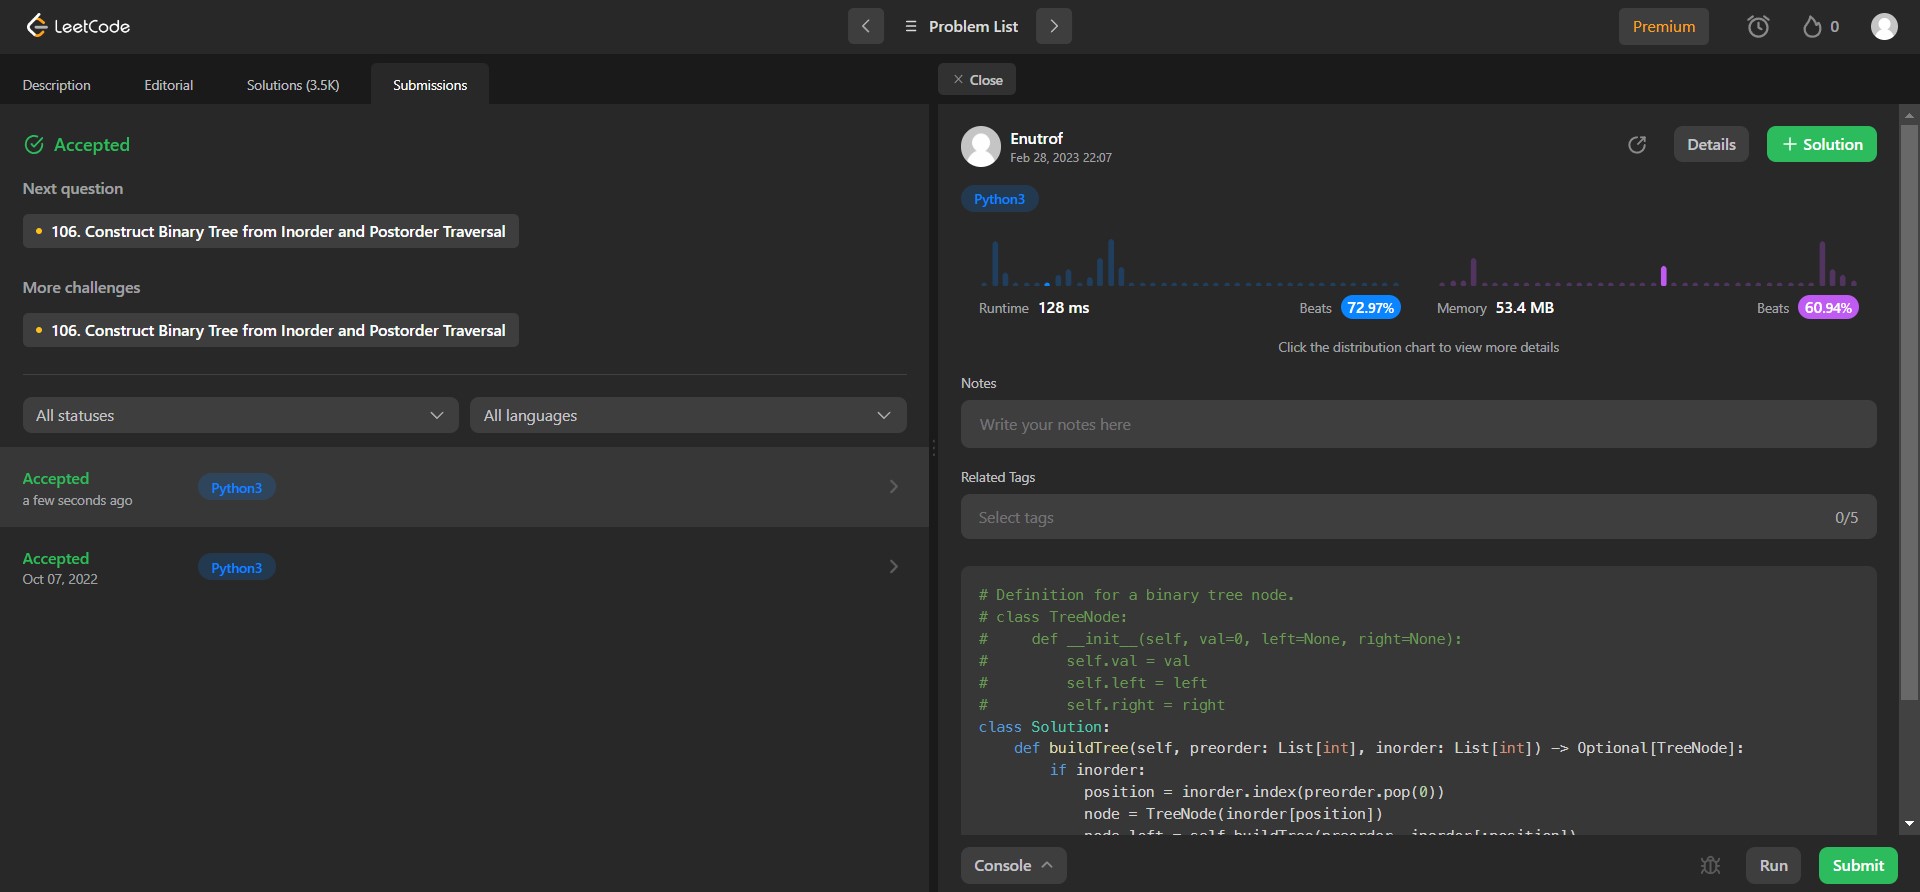 LeetCode
Problem List
Premium
0
Description
Editorial
Solutions (3.5K)
Submissions
Close
Accepted
Next question
106. Construct Binary Tree from Inorder and Postorder Traversal
More challenges
106. Construct Binary Tree from Inorder and Postorder Traversal
All statuses
All languages
Accepted
a few seconds ago
Python3
Accepted
Oct 07, 2022
Python3
Enutrof
Feb 28, 2023 22:07
Details
+ Solution
Python3
Runtime 128 ms
Beats 72.97%
Memory 53.4 MB
Beats 60.94%
Click the distribution chart to view more details
Notes
Write your notes here
Related Tags
Select tags
0/5
# Definition for a binary tree node.
# class TreeNode:
#     def __init__(self, val=0, left=None, right=None):
#         self.val = val
#         self.left = left
#         self.right = right
class Solution:
    def buildTree(self, preorder: List[int], inorder: List[int]) -> Optional[TreeNode]:
        if inorder:
            position = inorder.index(preorder.pop(0))
            node = TreeNode(inorder[position])
            node.left = self.buildTree(preorder, inorder[:position])
Console
Run
Submit